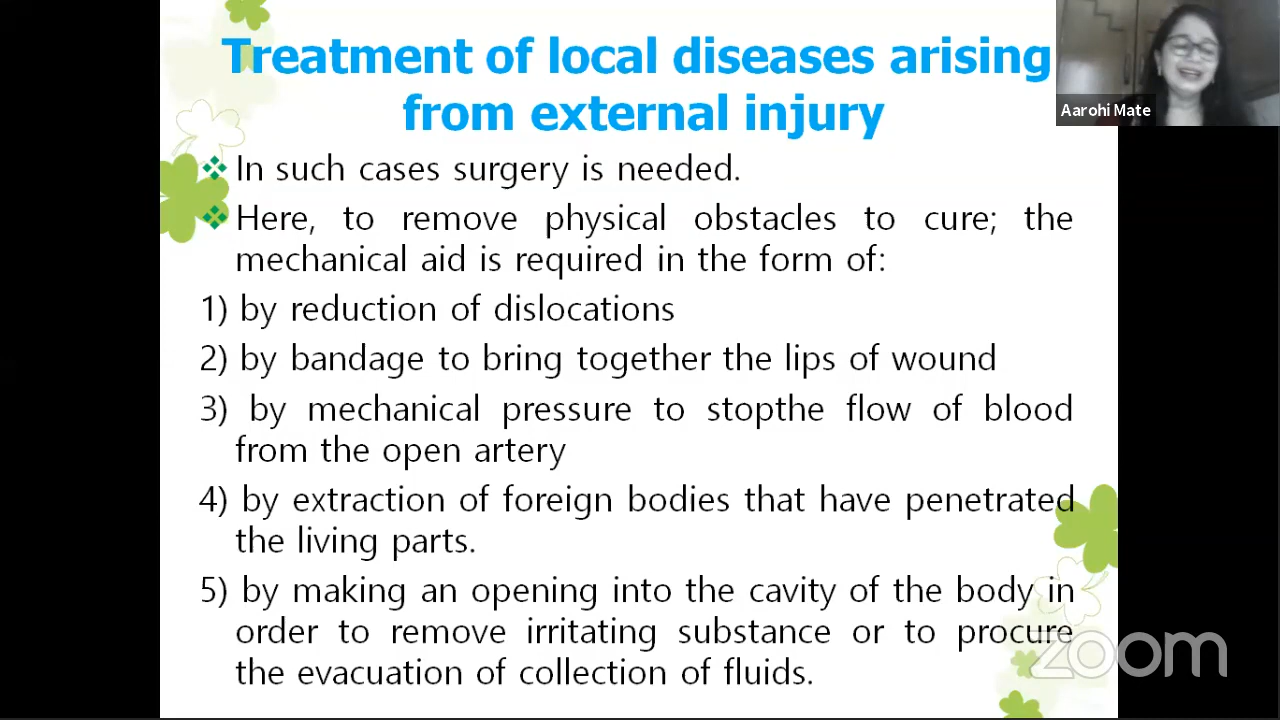 Treatment of local diseases arising
from external injury
In such cases surgery is needed.
Here, to remove physical obstacles to cure; the
mechanical aid is required in the form of:
1) by reduction of dislocations
2) by bandage to bring together the lips of wound
3) by mechanical pressure to stopthe flow of blood
from the open artery
4) by extraction of foreign bodies that have penetrated
the living parts.
5) by making an opening into the cavity of the body in
order to remove irritating substance or to procure
the evacuation of collection of fluids.
Aarohi Mate
zoom